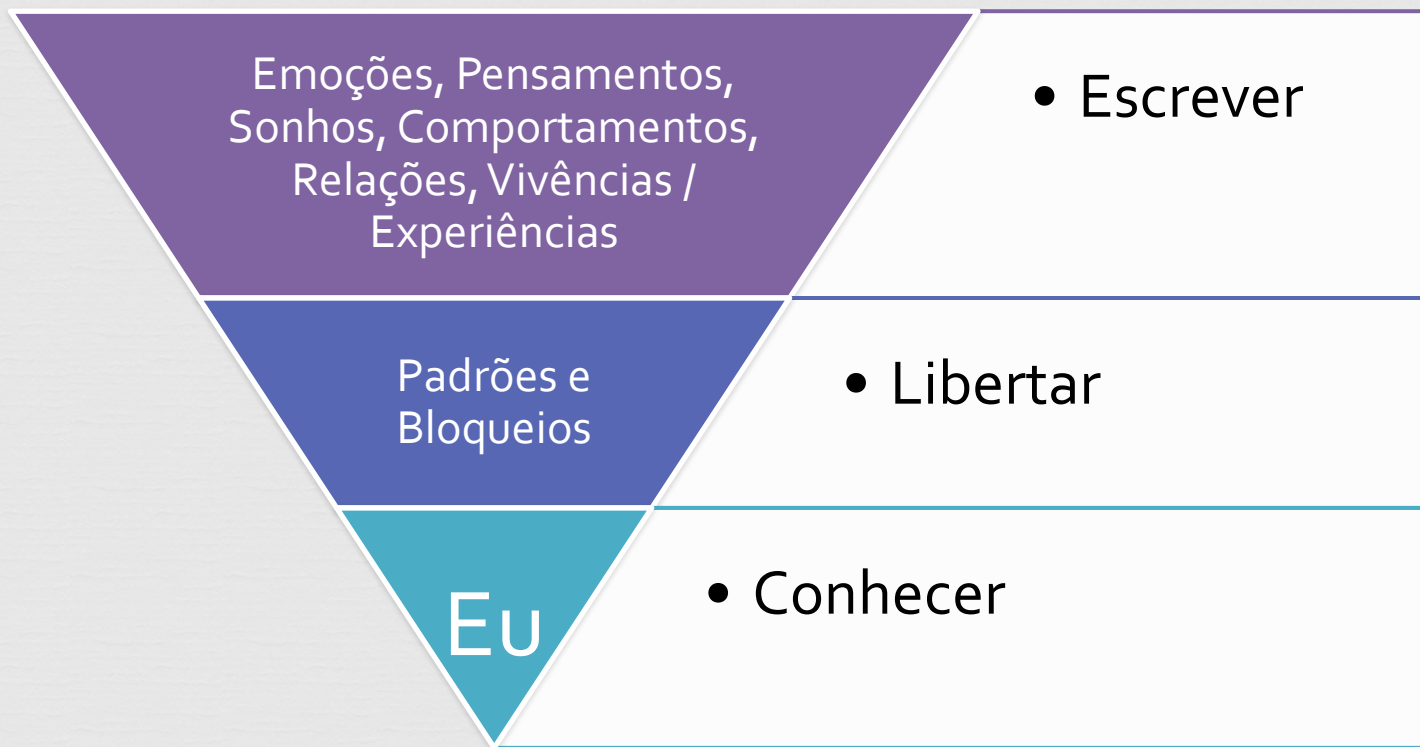 Emoções, Pensamentos,
Sonhos, Comportamentos,
Relações, Vivências /
Experiências
• Escrever
Padrões e
Bloqueios
• Libertar
Eu
• Conhecer